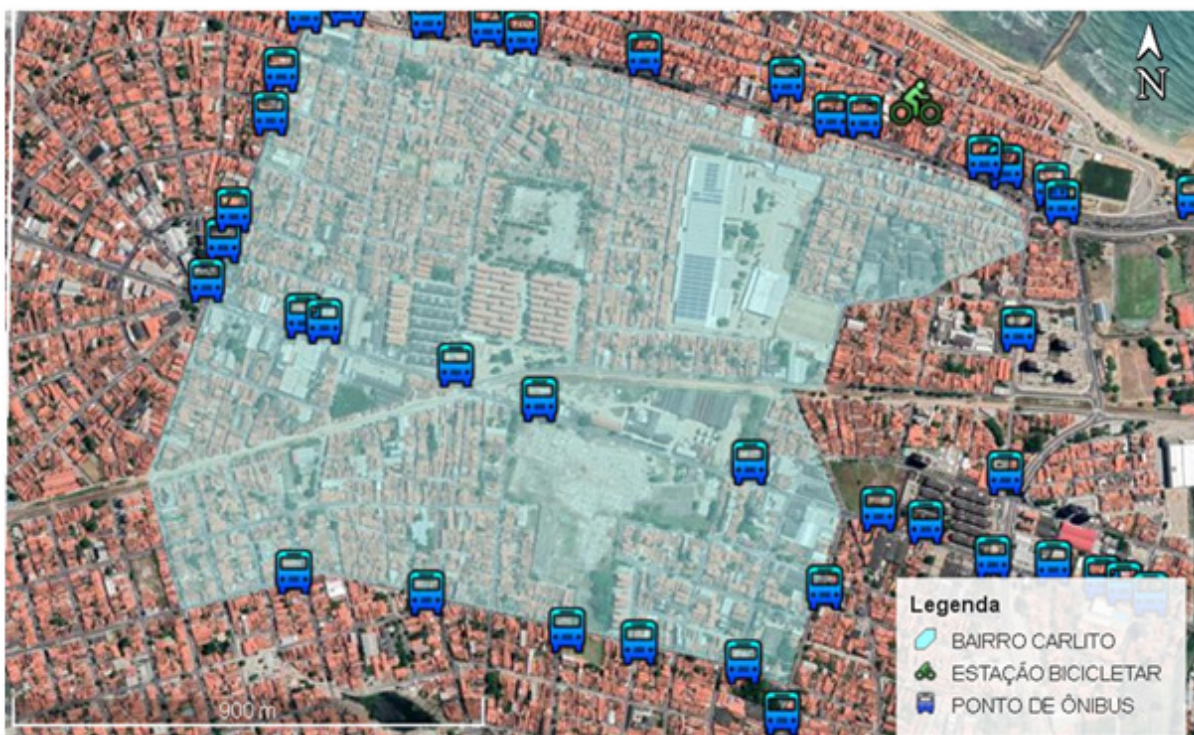 N
Legenda
BAIRRO CARLITO
ESTAÇÃO BICICLETAR
PONTO DE ÔNIBUS
900 m